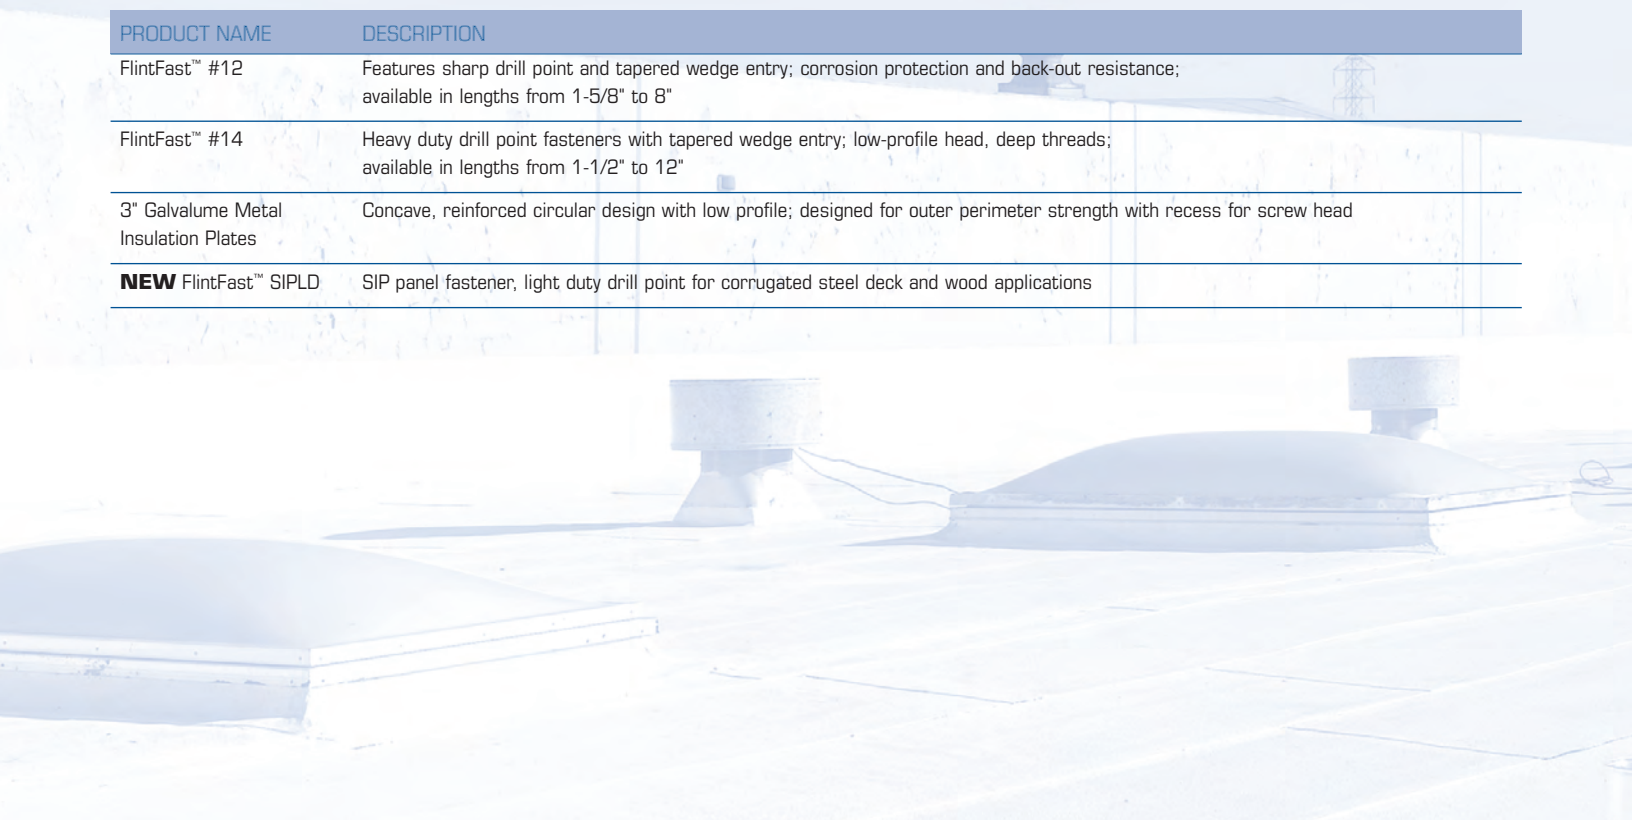 PRODUCT NAME DESCRIPTION
FlintFast™ #12 Features sharp drill point and tapered wedge entry; corrosion protection and back-out resistance;
available in lengths from 1-5/8" to 8"
FlintFast™ #14 Heavy duty drill point fasteners with tapered wedge entry; low-profile head, deep threads;
available in lengths from 1-1/2" to 12"
3" Galvalume Metal Concave, reinforced circular design with low profile; designed for outer perimeter strength with recess for screw head
Insulation Plates
NEW FlintFast™ SIPLD SIP panel fastener, light duty drill point for corrugated steel deck and wood applications